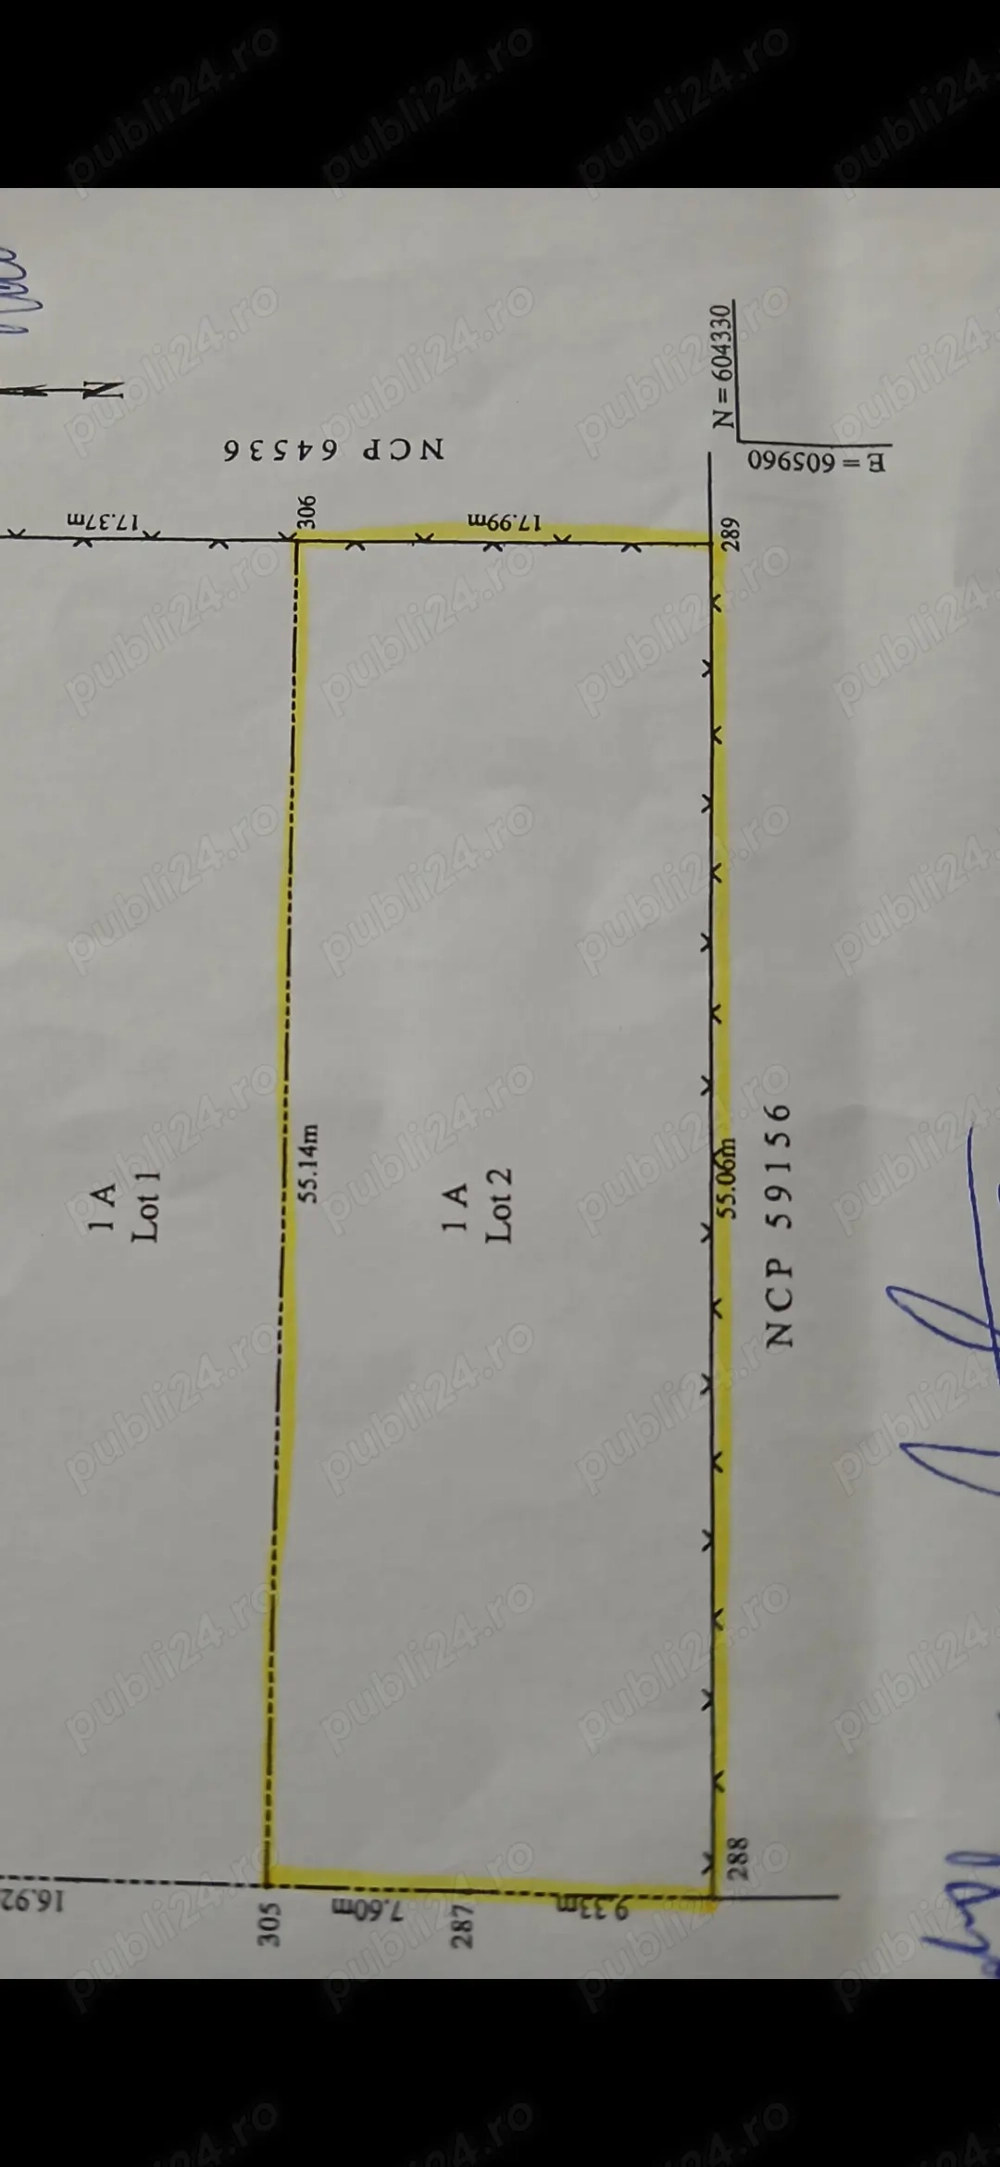 N
17.37m
NCP 64536
306
17.99m
289
N = 604330
E = 605960
1 A
Lot 1
55.14m
1 A
Lot 2
55.06m
NCP 59156
16.92
305
7.60m
287
9.33m
288
publi24.ro